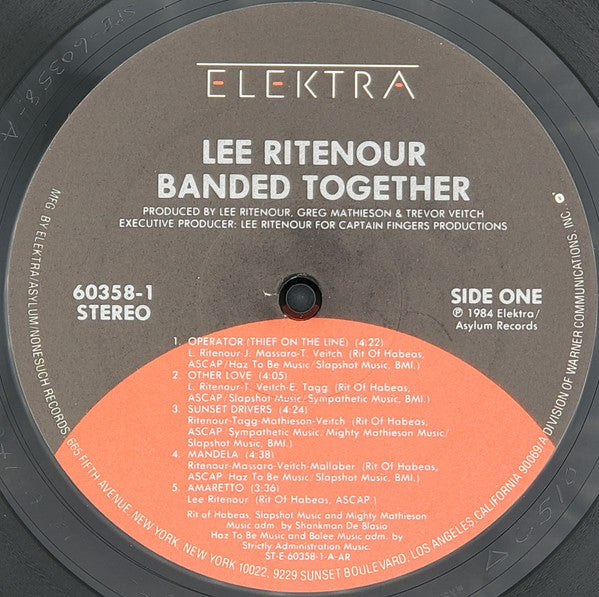 ELEKTRA
LEE RITENOUR
BANDED TOGETHER
PRODUCED BY LEE RITENOUR, GREG MATHIESON & TREVOR VEITCH
EXECUTIVE PRODUCER: LEE RITENOUR FOR CAPTAIN FINGERS PRODUCTIONS
60358-1
STEREO
SIDE ONE
℗ 1984 Elektra/
Asylum Records
1. OPERATOR (THIEF ON THE LINE) (4:22)
L. Ritenour-J. Massaro-T. Veitch (Rit Of Habeas,
ASCAP/Haz To Be Music/Slapshot Music, BMI.)
2. OTHER LOVE (4:05)
L. Ritenour-T. Veitch-E. Tagg (Rit Of Habeas,
ASCAP/Slapshot Music/Sympathetic Music, BMI.)
3. SUNSET DRIVERS (4:24)
Ritenour-Tagg-Mathieson-Veitch (Rit Of Habeas,
ASCAP Sympathetic Music/Mighty Mathieson Music/
Slapshot Music, BMI.)
4. MANDELA (4:38)
Ritenour-Massaro-Veitch-Mallaber (Rit Of Habeas,
ASCAP Haz To Be Music/Slapshot Music, BMI.)
5. AMARETTO (3:36)
Lee Ritenour (Rit Of Habeas, ASCAP.)
Rit of Habeas, Slapshot Music and Mighty Mathieson
Music adm. by Shankman De Blasio
Haz To Be Music and Bolee Music adm. by
Strictly Administration Music.
ST-E-60358-1-A-AR
MFG. BY ELEKTRA/ASYLUM/NONESUCH RECORDS, 665 FIFTH AVENUE, NEW YORK, NEW YORK 10022, 9229 SUNSET BOULEVARD, LOS ANGELES, CALIFORNIA 90069/A DIVISION OF WARNER COMMUNICATIONS, INC.